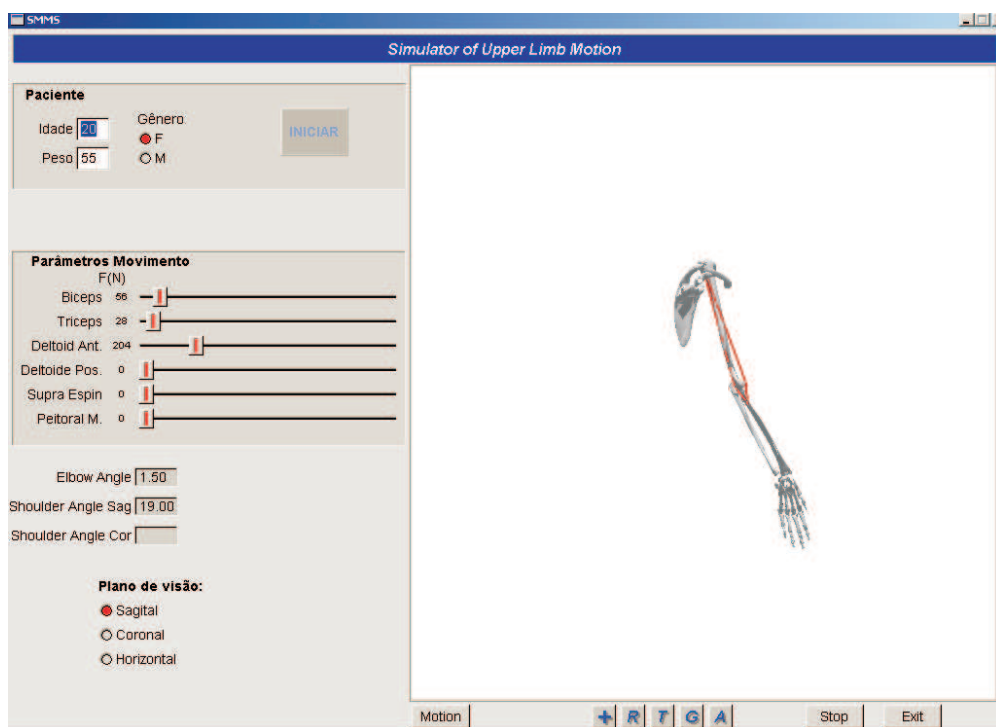 SMMS
Simulator of Upper Limb Motion
Paciente
Idade 20
Peso 55
Gênero
F
M
INICIAR
Parâmetros Movimento
F(N)
Biceps 56
Triceps 28
Deltoid Ant. 204
Deltoide Pos. 0
Supra Espin 0
Peitoral M. 0
Elbow Angle 1.50
Shoulder Angle Sag 19.00
Shoulder Angle Cor
Plano de visão:
Sagital
Coronal
Horizontal
Motion + R T G A Stop Exit